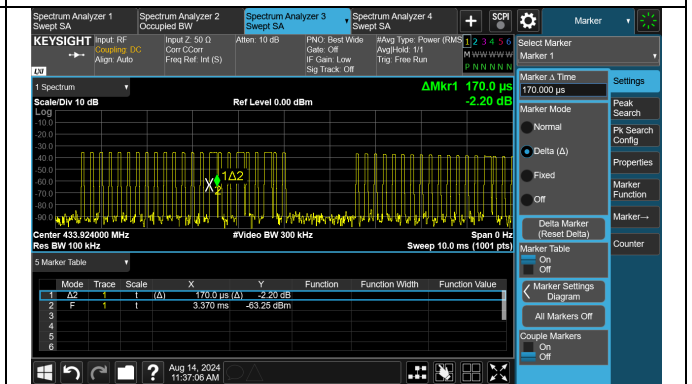 Spectrum Analyzer 1
Swept SA
Spectrum Analyzer 2
Occupied BW
Spectrum Analyzer 3
Swept SA
Spectrum Analyzer 4
Swept SA
SCPI
Marker
KEYSIGHT
Input: RF
Coupling: DC
Align: Auto
Input Z: 50 Ω
Corr CCorr
Freq Ref: Int (S)
Atten: 10 dB
PNO: Best Wide
Gate: Off
IF Gain: Low
Sig Track: Off
#Avg Type: Power (RMS
Avg|Hold: 1/1
Trig: Free Run
1 2 3 4 5 6
M W W W W W
P N N N N N
LXI
Select Marker
Marker 1
1 Spectrum
ΔMkr1 170.0 µs
-2.20 dB
Scale/Div 10 dB
Ref Level 0.00 dBm
Log
-10.0
-20.0
-30.0
-40.0
-50.0
-60.0
-70.0
-80.0
-90.0
1Δ2
X
2
Center 433.924000 MHz
#Video BW 300 kHz
Span 0 Hz
Res BW 100 kHz
Sweep 10.0 ms (1001 pts)
5 Marker Table
Mode Trace Scale X Y Function Function Width Function Value
1 Δ2 1 t (Δ) 170.0 µs (Δ) -2.20 dB
2 F 1 t 3.370 ms -63.25 dBm
3
4
5
6
Marker Δ Time
170.000 µs
Marker Mode
Normal
Delta (Δ)
Fixed
Off
Delta Marker
(Reset Delta)
Marker Table
On
Off
Marker Settings
Diagram
All Markers Off
Couple Markers
On
Off
Settings
Peak
Search
Pk Search
Config
Properties
Marker
Function
Marker→
Counter
?
Aug 14, 2024
11:37:06 AM